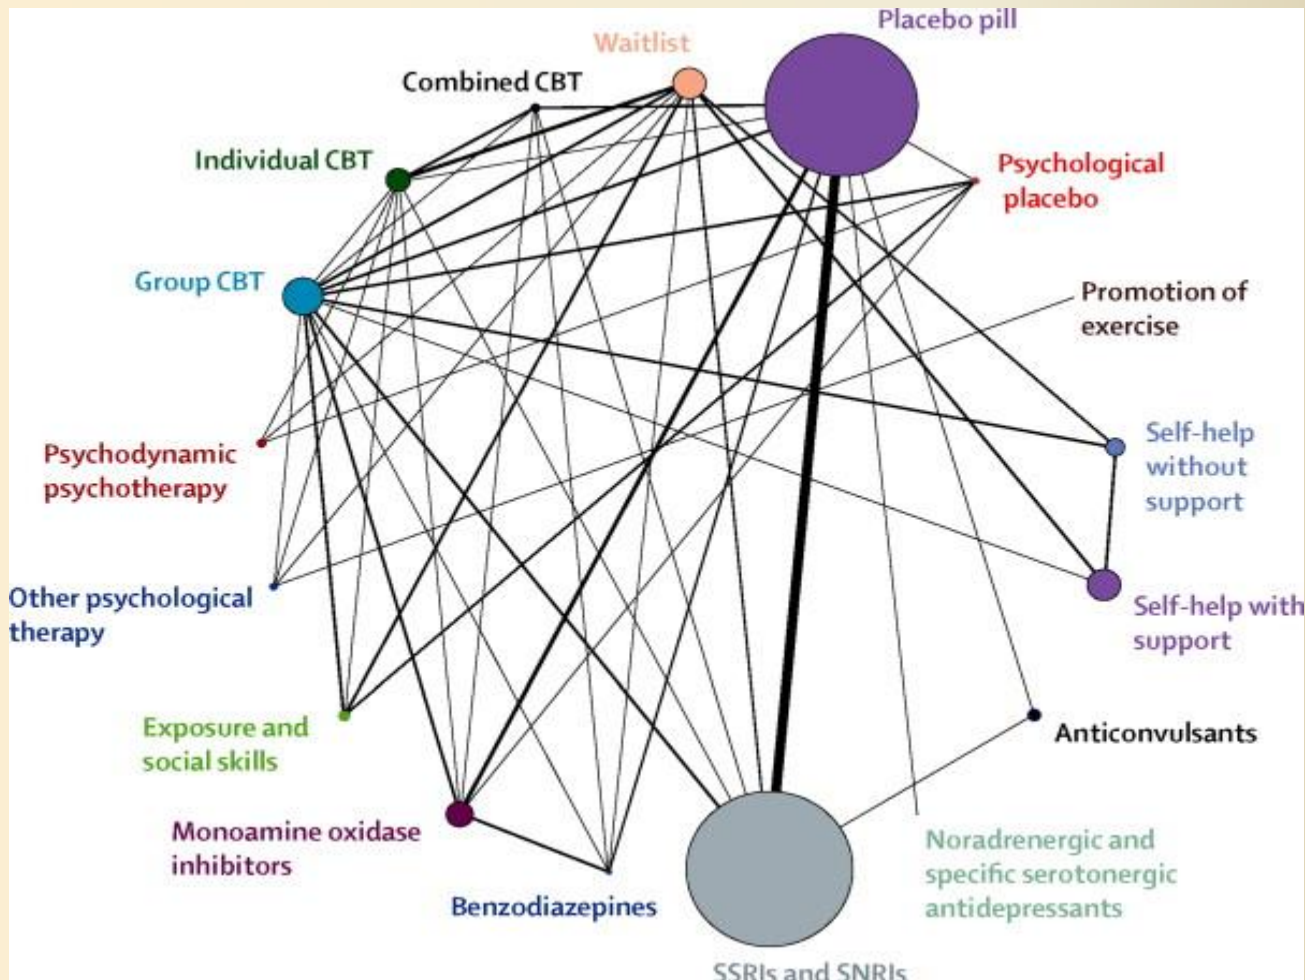 Placebo pill
Waitlist
Combined CBT
Individual CBT
Psychological
placebo
Group CBT
Promotion of
exercise
Self-help
without
support
Psychodynamic
psychotherapy
Other psychological
therapy
Self-help with
support
Exposure and
social skills
Anticonvulsants
Monoamine oxidase
inhibitors
Noradrenergic and
specific serotonergic
antidepressants
Benzodiazepines
SSRIs and SNRIs